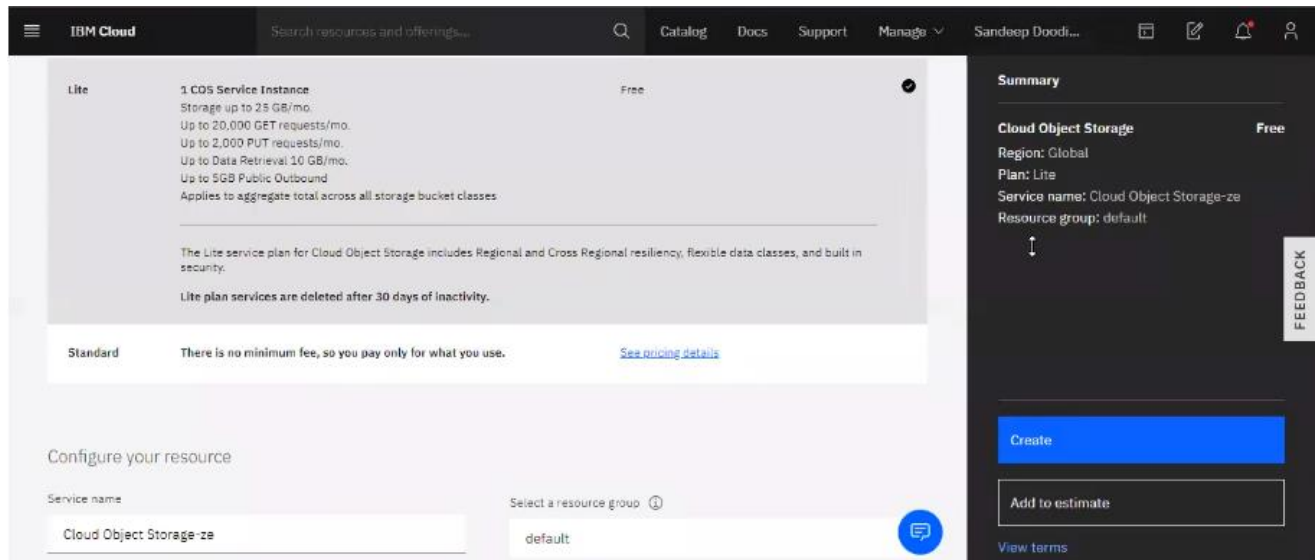 IBM Cloud
Search resources and offerings...
Catalog
Docs
Support
Manage
Sandeep Doodi...
Lite
1 COS Service Instance
Free
Storage up to 25 GB/mo.
Up to 20,000 GET requests/mo.
Up to 2,000 PUT requests/mo.
Up to Data Retrieval 10 GB/mo.
Up to 5GB Public Outbound
Applies to aggregate total across all storage bucket classes
The Lite service plan for Cloud Object Storage includes Regional and Cross Regional resiliency, flexible data classes, and built in
security.
Lite plan services are deleted after 30 days of inactivity.
Standard
There is no minimum fee, so you pay only for what you use.
See pricing details
Configure your resource
Service name
Cloud Object Storage-ze
Select a resource group
default
Summary
Cloud Object Storage
Free
Region: Global
Plan: Lite
Service name: Cloud Object Storage-ze
Resource group: default
FEEDBACK
Create
Add to estimate
View terms